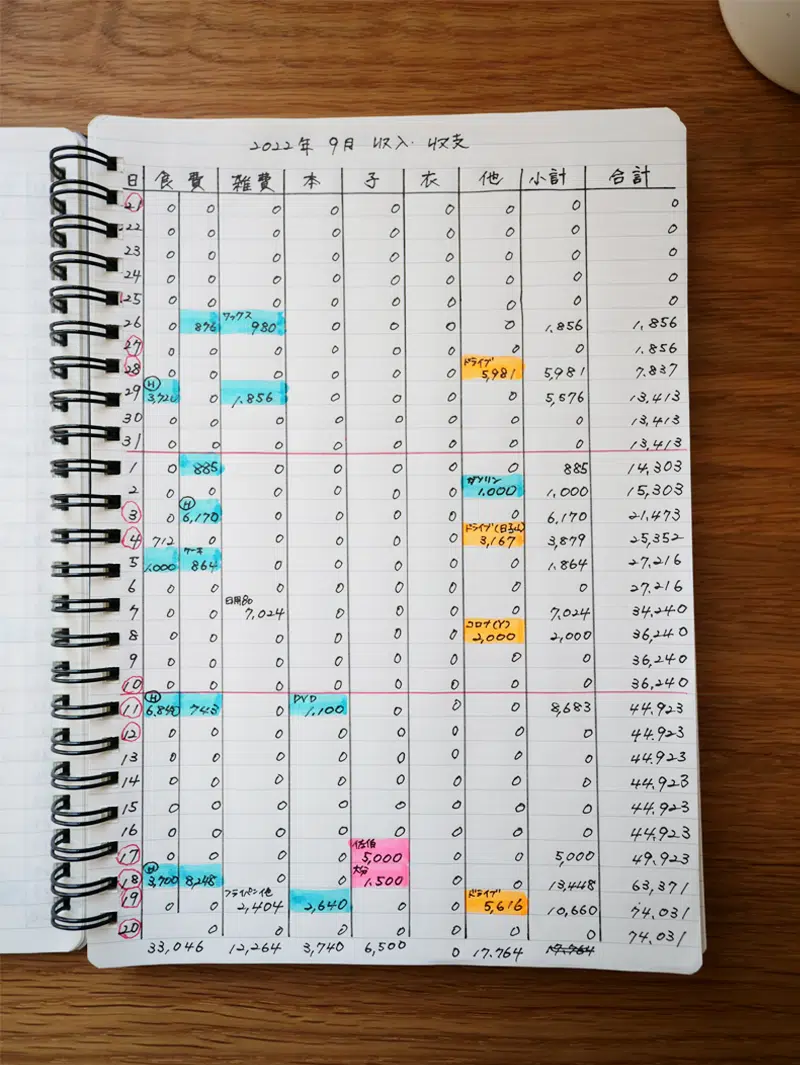 2022年 9月 収入.収支
日 食費 雑費 本 子 衣 他 小計 合計
21 0 0 0 0 0 0 0 0 0
22 0 0 0 0 0 0 0 0 0
23 0 0 0 0 0 0 0 0 0
24 0 0 0 0 0 0 0 0 0
25 0 0 0 0 0 0 0 0 0
ワックス
26 0 876 980 0 0 0 0 1,856 1,856
27 0 0 0 0 0 0 0 0 1,856
ドライブ
28 0 0 0 0 0 0 5,981 5,981 7,837
H
29 3,720 0 1,856 0 0 0 0 5,576 13,413
30 0 0 0 0 0 0 0 0 13,413
31 0 0 0 0 0 0 0 0 13,413
1 0 885 0 0 0 0 0 885 14,303
ガソリン
2 0 0 0 0 0 0 1,000 1,000 15,303
H
3 0 6,170 0 0 0 0 0 6,170 21,473
ドライブ
4 712 0 0 0 0 0 3,167 3,879 25,352
ケーキ
5 1,000 864 0 0 0 0 0 1,864 27,216
6 0 0 0 0 0 0 0 0 27,216
7 0 0 7,024 0 0 0 0 7,024 34,240
コロナ(Y)
8 0 0 0 0 0 0 2,000 2,000 36,240
9 0 0 0 0 0 0 0 0 36,240
10 0 0 0 0 0 0 0 0 36,240
H DVD
11 6,840 743 0 1,100 0 0 0 8,683 44,923
12 0 0 0 0 0 0 0 0 44,923
13 0 0 0 0 0 0 0 0 44,923
14 0 0 0 0 0 0 0 0 44,923
15 0 0 0 0 0 0 0 0 44,923
16 0 0 0 0 0 0 0 0 44,923
佐伯
17 0 0 0 0 5,000 0 0 5,000 49,923
H 大分
18 3,700 8,248 0 0 1,500 0 0 13,448 63,371
フライパン他 ドライブ
19 0 0 2,404 2,640 0 0 5,616 10,660 74,031
20 0 0 0 0 0 0 0 74,031
33,046 12,264 3,740 6,500 0 17,764 17,764